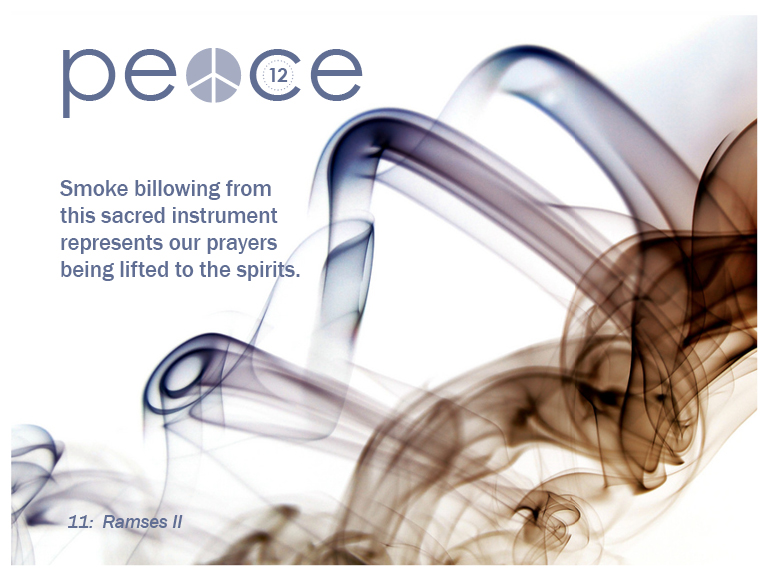 peace
12
Smoke billowing from
this sacred instrument
represents our prayers
being lifted to the spirits.
11: Ramses II